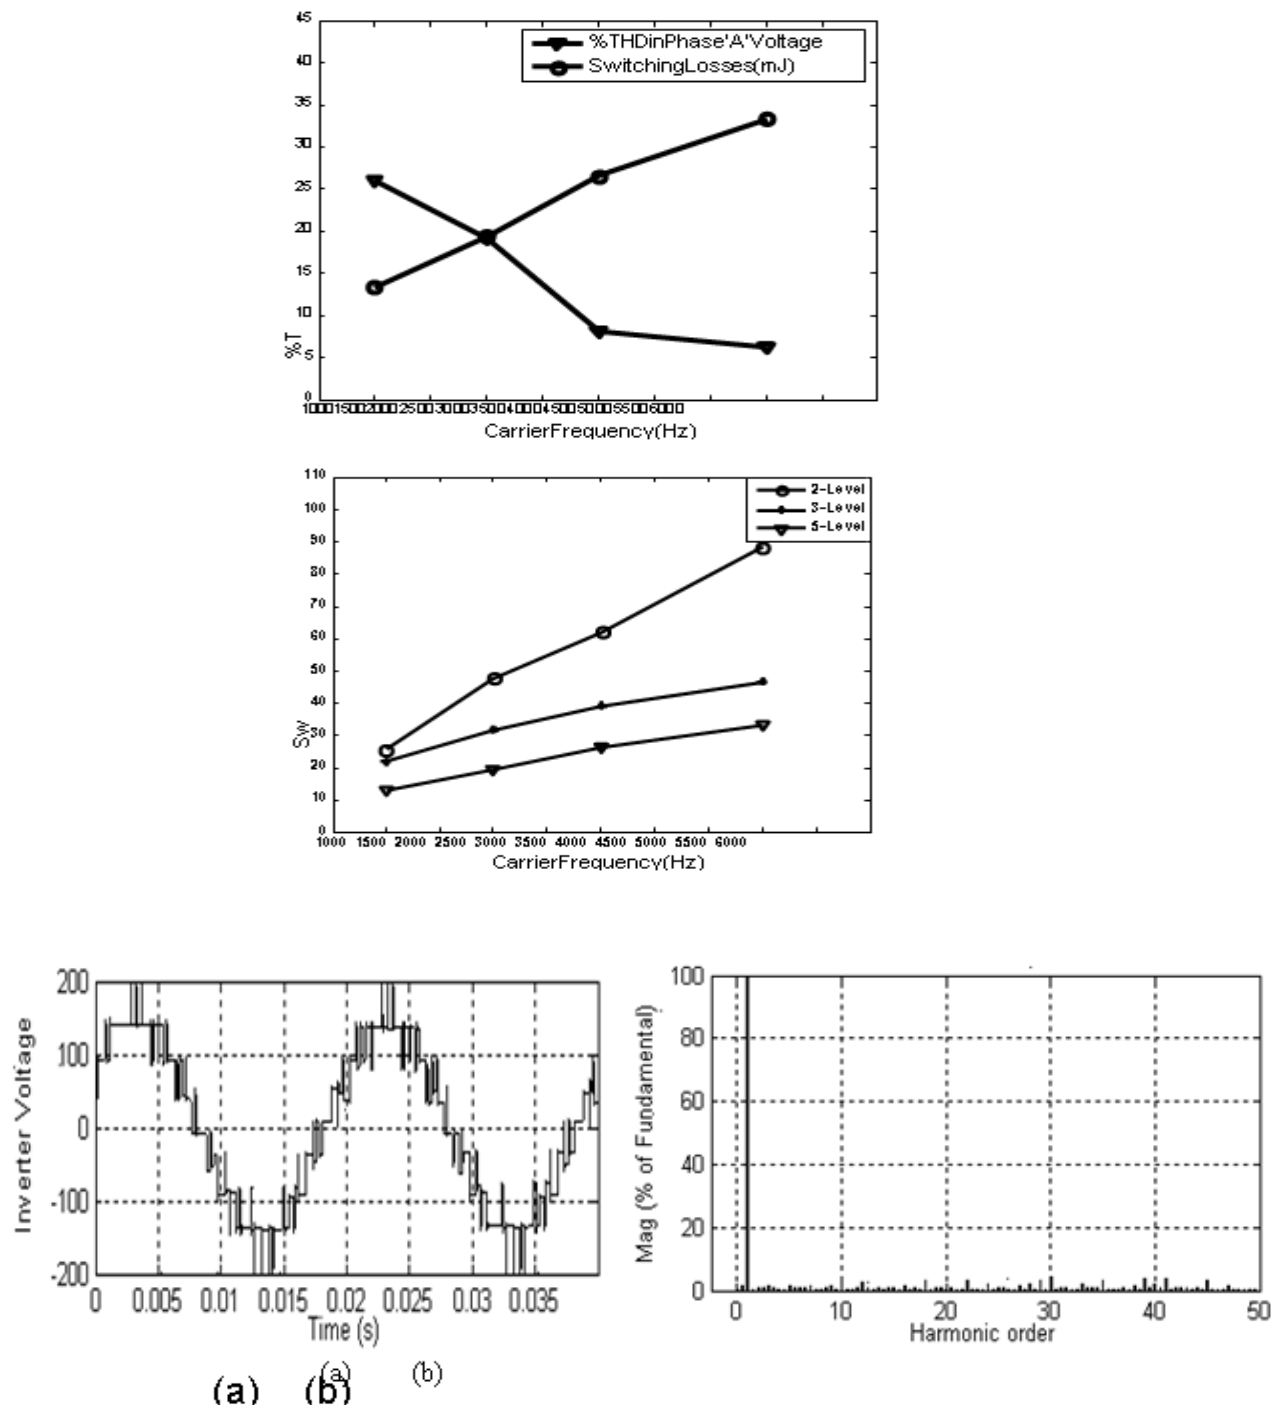 45
%THDinPhase'A'Voltage
40
SwitchingLosses(mJ)
35
30
25
20
15
10
%T
5
0
CarrierFrequency(Hz)
110
2-Level
100
3-Level
5-Level
90
80
70
60
50
40
30
Sw
20
10
0
1000 1500 2000 2500 3000 3500 4000 4500 5000 5500 6000
CarrierFrequency(Hz)
200
100
0
-100
-200
Inverter Voltage
0 0.005 0.01 0.015 0.02 0.025 0.03 0.035
Time (s)
100
80
60
40
20
0
Mag (% of Fundamental)
0 10 20 30 40 50
Harmonic order
(a) (b)
(a) (b)